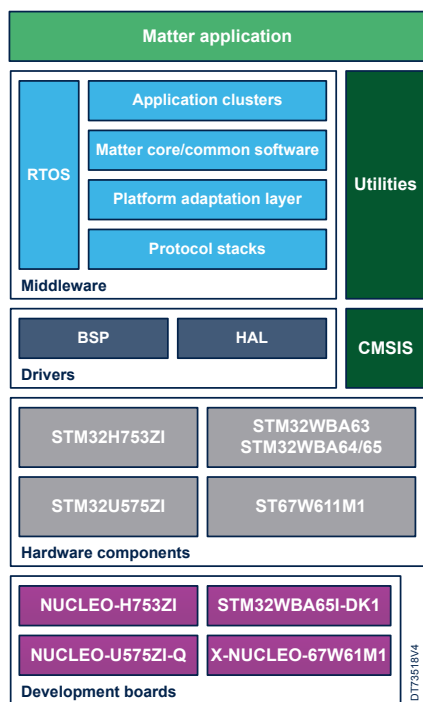 Matter application
RTOS
Application clusters
Matter core/common software
Platform adaptation layer
Protocol stacks
Middleware
Utilities
BSP
HAL
Drivers
CMSIS
STM32H753ZI
STM32WBA63
STM32WBA64/65
STM32U575ZI
ST67W611M1
Hardware components
NUCLEO-H753ZI
STM32WBA65I-DK1
NUCLEO-U575ZI-Q
X-NUCLEO-67W61M1
Development boards
DT73518V4